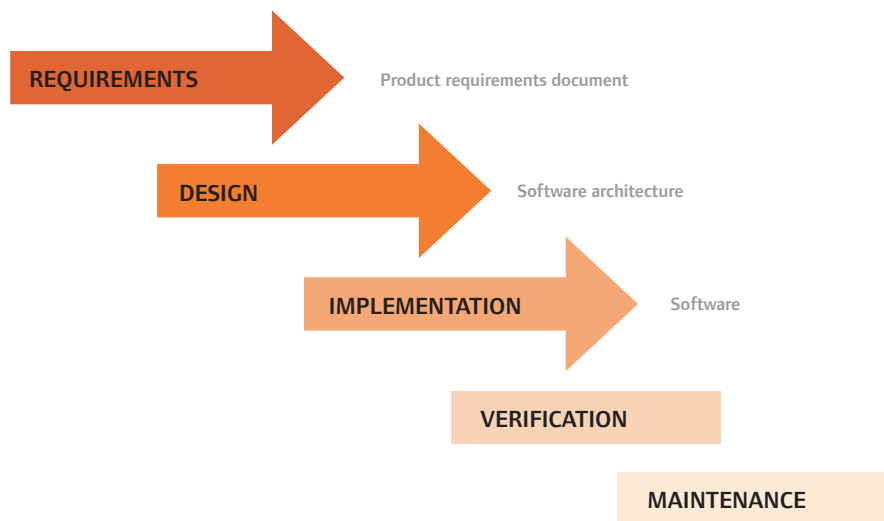 REQUIREMENTS
Product requirements document
DESIGN
Software architecture
IMPLEMENTATION
Software
VERIFICATION
MAINTENANCE